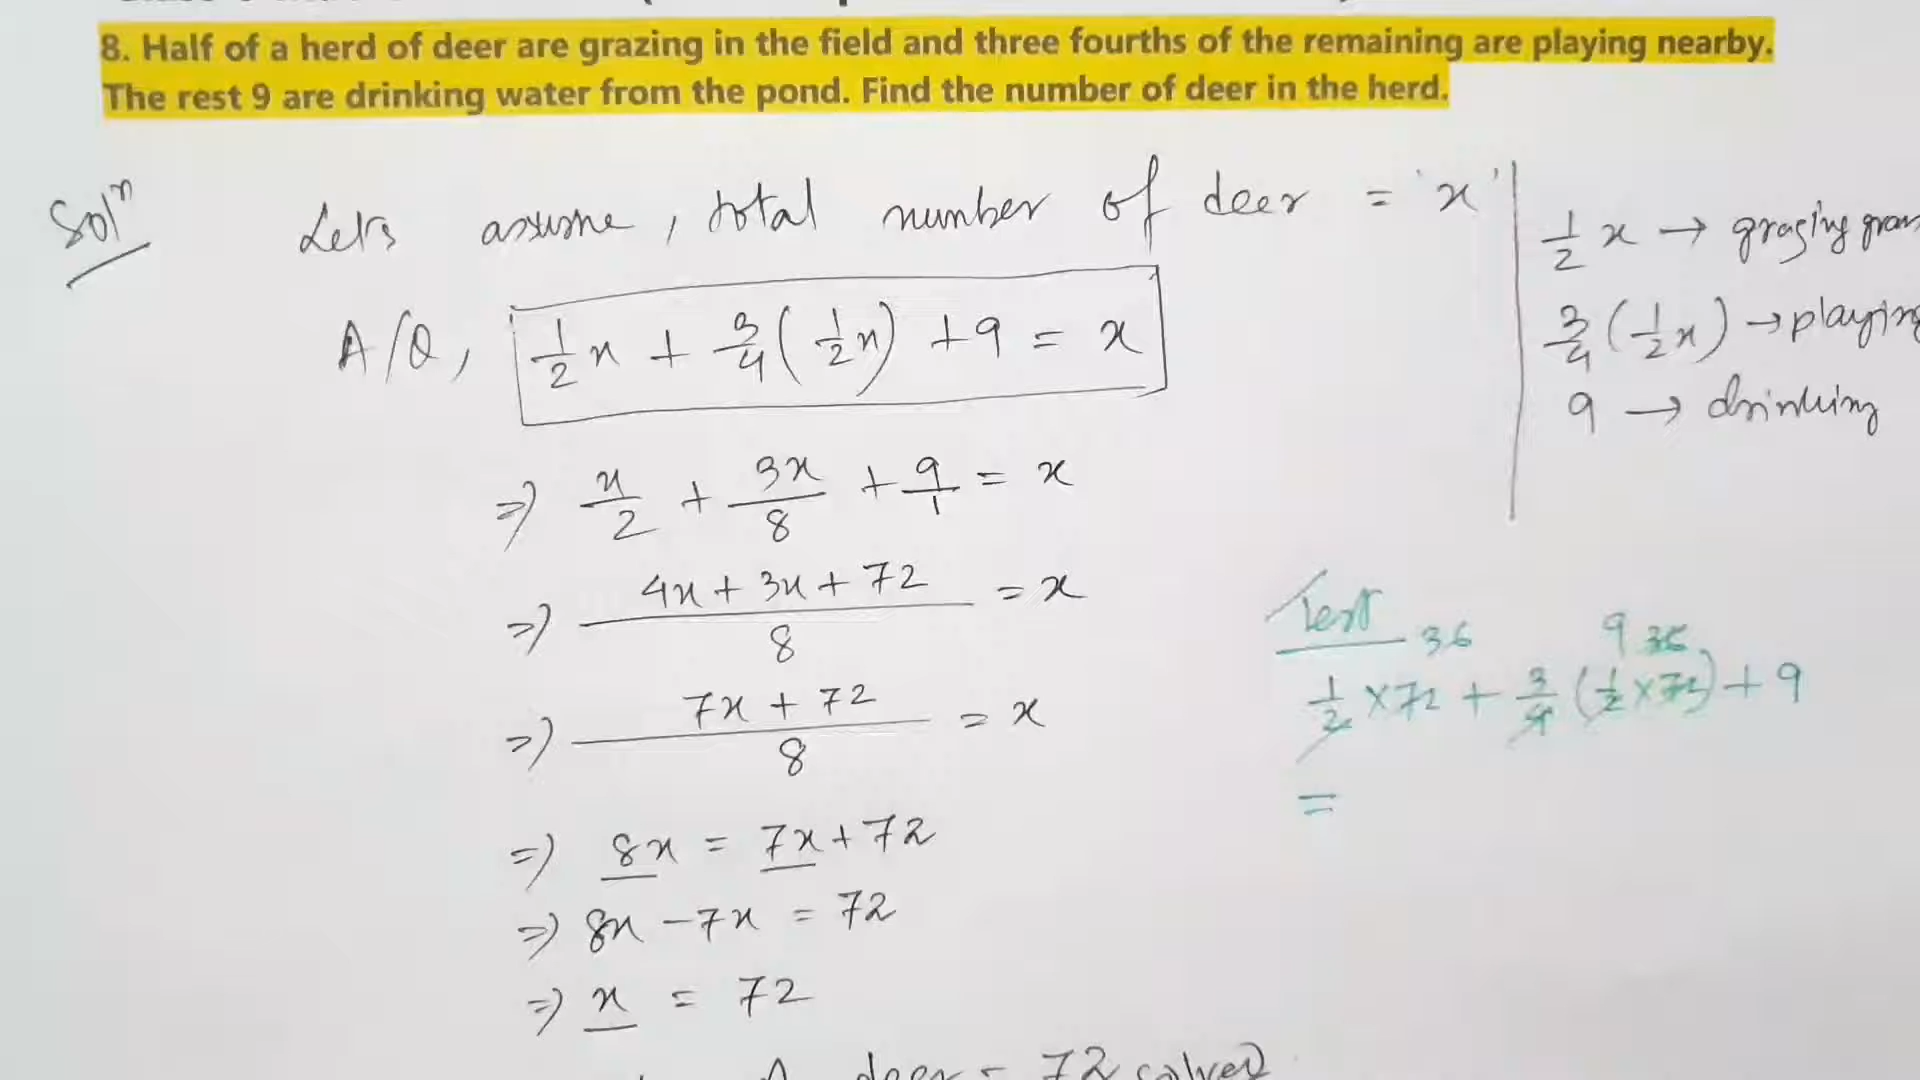 8. Half of a herd of deer are grazing in the field and three fourths of the remaining are playing nearby.
The rest 9 are drinking water from the pond. Find the number of deer in the herd.
Solⁿ Lets assume, total number of deer = 'x'
A/Q, 1/2 x + 3/4 (1/2 x) + 9 = x
⇒ x/2 + 3x/8 + 9/1 = x
⇒ (4x + 3x + 72)/8 = x
⇒ (7x + 72)/8 = x
⇒ 8x = 7x + 72
⇒ 8x - 7x = 72
⇒ x = 72
deer = 72 solved
1/2 x → grazing
3/4 (1/2 x) → playing
9 → drinking
Test
36 9 36
1/2 × 72 + 3/4 (1/2 × 72) + 9
=